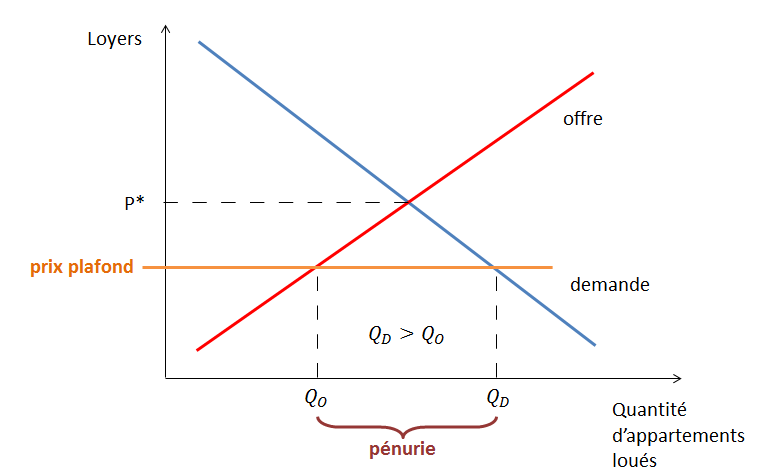 Loyers
offre
P*
prix plafond
demande
Q_D > Q_O
Q_O
Q_D
Quantité
d’appartements
loués
pénurie